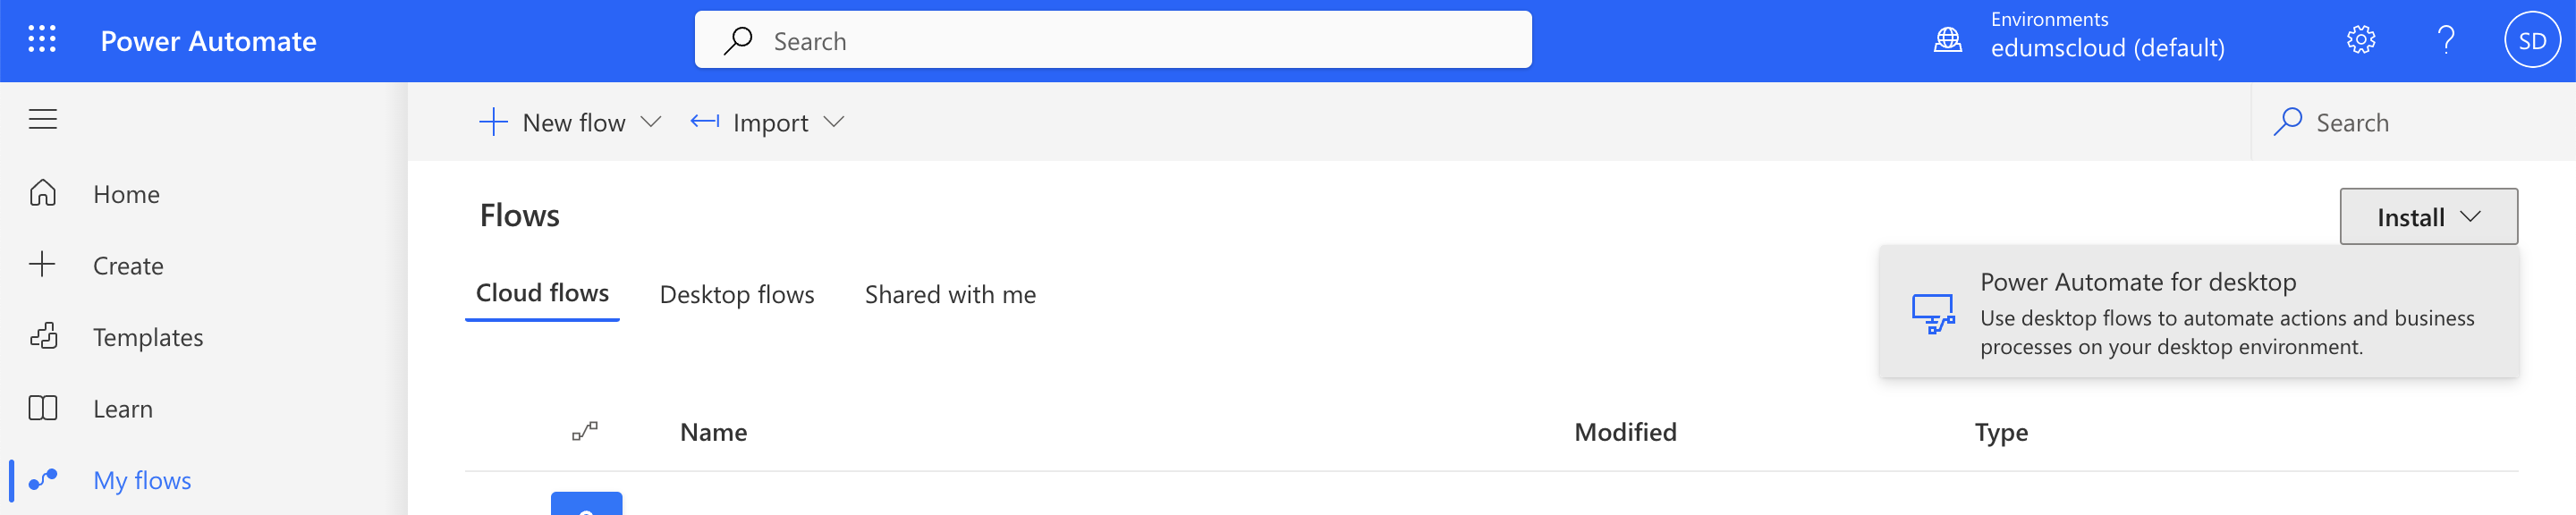 Power Automate
Search
Environments
edumscloud (default)
?
SD
New flow
Import
Search
Home
Create
Templates
Learn
My flows
Flows
Install
Cloud flows
Desktop flows
Shared with me
Power Automate for desktop
Use desktop flows to automate actions and business
processes on your desktop environment.
Name
Modified
Type